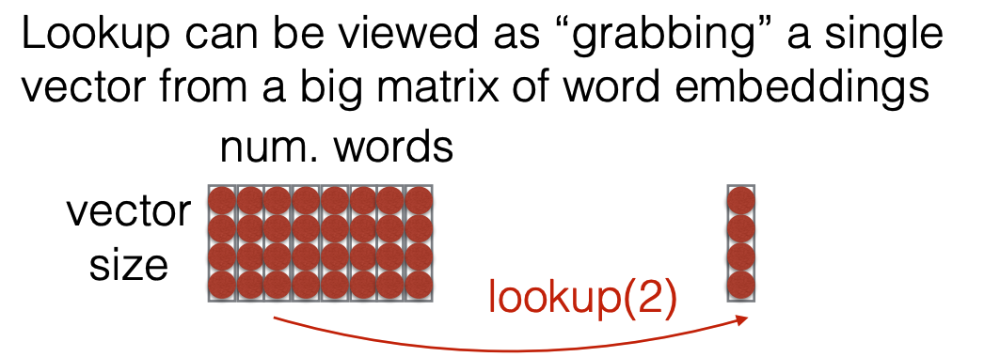 Lookup can be viewed as “grabbing” a single
vector from a big matrix of word embeddings
num. words
vector
size
lookup(2)